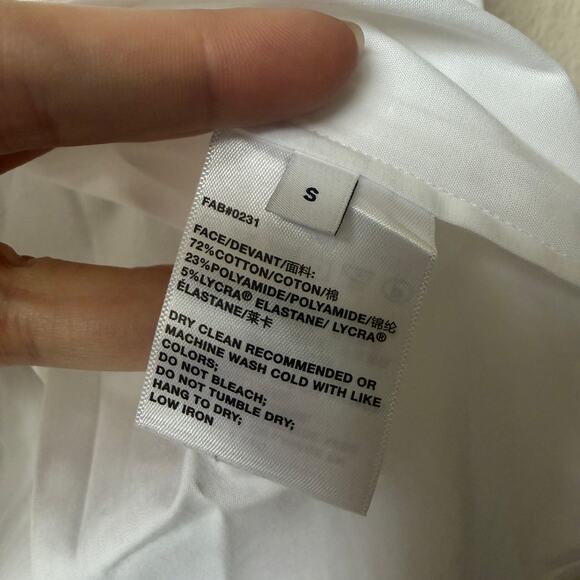 S
FAB#0231
FACE/DEVANT/面料:
72%COTTON/COTON/棉
23%POLYAMIDE/POLYAMIDE/锦纶
5%LYCRA® ELASTANE/ LYCRA®
ÉLASTANE/莱卡
DRY CLEAN RECOMMENDED OR
MACHINE WASH COLD WITH LIKE
COLORS;
DO NOT BLEACH;
DO NOT TUMBLE DRY;
HANG TO DRY;
LOW IRON